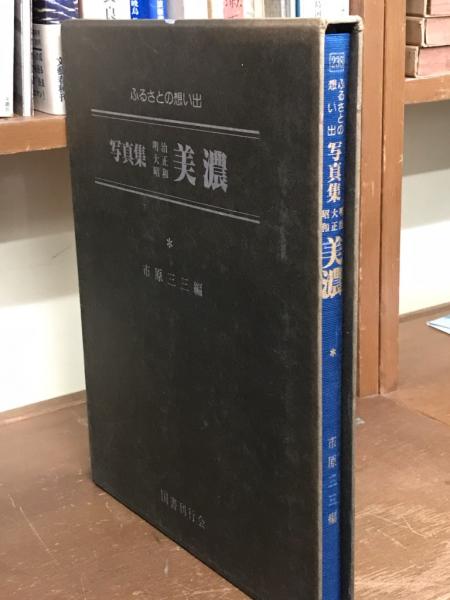 ふるさとの想い出
写真集 明治大正昭和 美濃
*
市原三三編
国書刊行会
238
ふるさとの想い出
写真集 明治大正昭和 美濃
*
市原三三編